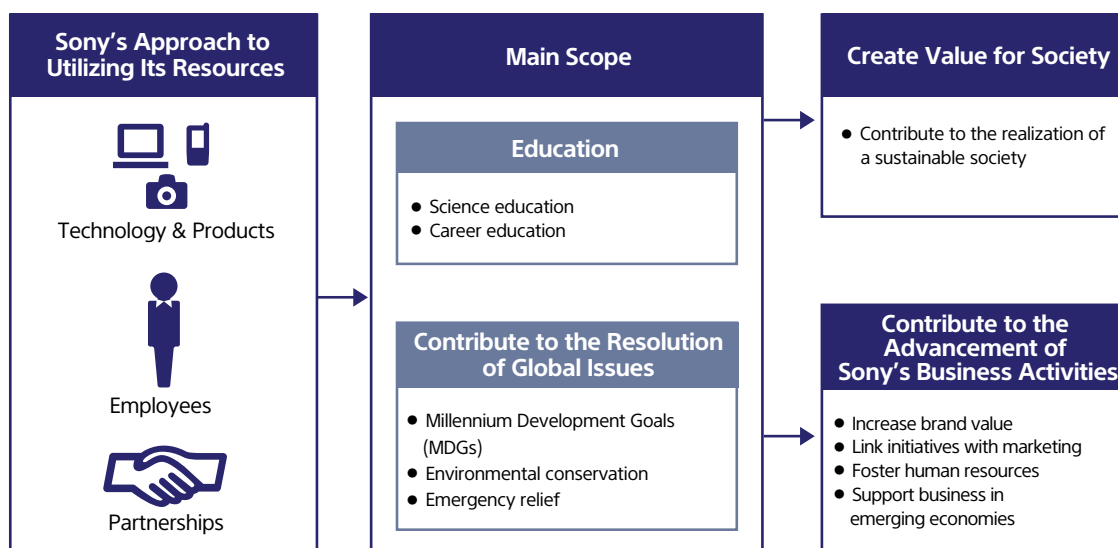 Sony’s Approach to
Utilizing Its Resources
Technology & Products
Employees
Partnerships
Main Scope
Education
● Science education
● Career education
Contribute to the Resolution
of Global Issues
● Millennium Development Goals
(MDGs)
● Environmental conservation
● Emergency relief
Create Value for Society
● Contribute to the realization of
a sustainable society
Contribute to the
Advancement of
Sony’s Business Activities
● Increase brand value
● Link initiatives with marketing
● Foster human resources
● Support business in
emerging economies